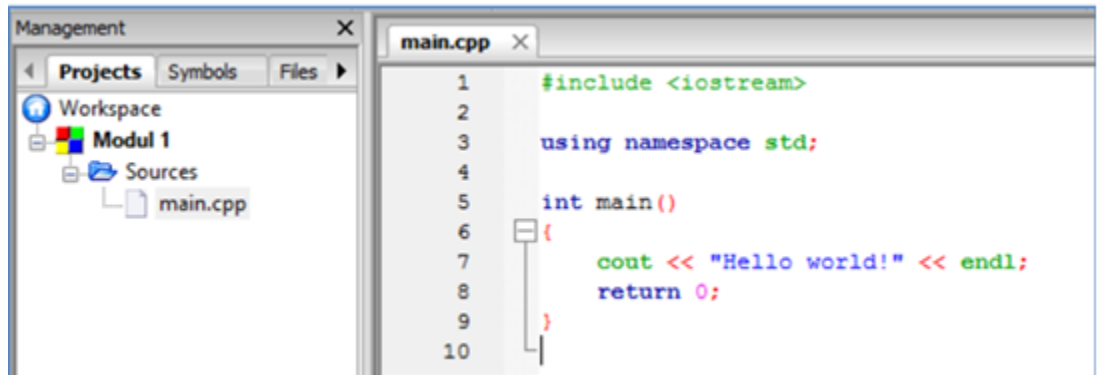 Management
Projects Symbols Files
Workspace
Modul 1
Sources
main.cpp
main.cpp
1 #include <iostream>
2
3 using namespace std;
4
5 int main()
6 {
7 cout << "Hello world!" << endl;
8 return 0;
9 }
10